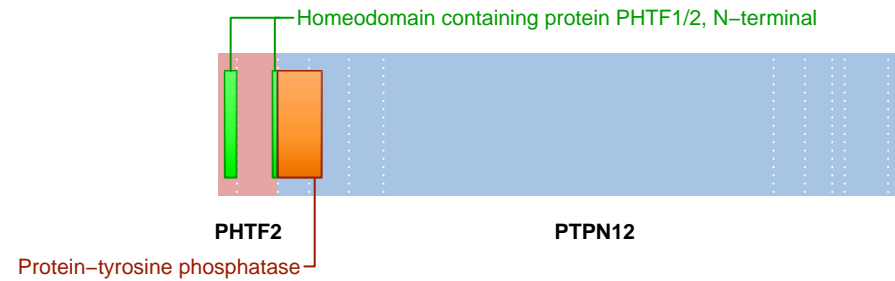 Homeodomain containing protein PHTF1/2, N−terminal
PHTF2 PTPN12
Protein−tyrosine phosphatase